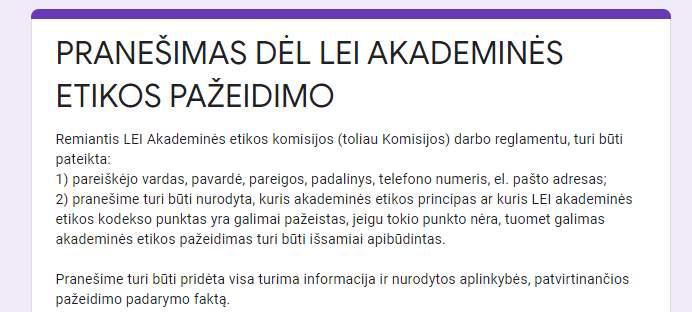 PRANEŠIMAS DĖL LEI AKADEMINĖS
ETIKOS PAŽEIDIMO
Remiantis LEI Akademinės etikos komisijos (toliau Komisijos) darbo reglamentu, turi būti
pateikta:
1) pareiškėjo vardas, pavardė, pareigos, padalinys, telefono numeris, el. pašto adresas;
2) pranešime turi būti nurodyta, kuris akademinės etikos principas ar kuris LEI akademinės
etikos kodekso punktas yra galimai pažeistas, jeigu tokio punkto nėra, tuomet galimas
akademinės etikos pažeidimas turi būti išsamiai apibūdintas.
Pranešime turi būti pridėta visa turima informacija ir nurodytos aplinkybės, patvirtinančios
pažeidimo padarymo faktą.